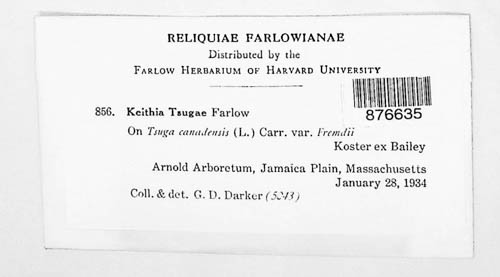 RELIQUIAE FARLOWIANAE
Distributed by the
FARLOW HERBARIUM OF HARVARD UNIVERSITY
876635
856. Keithia Tsugae Farlow
On Tsuga canadensis (L.) Carr. var. Fremdii
Koster ex Bailey
Arnold Arboretum, Jamaica Plain, Massachusetts
January 28, 1934
Coll. & det. G. D. Darker (5243)